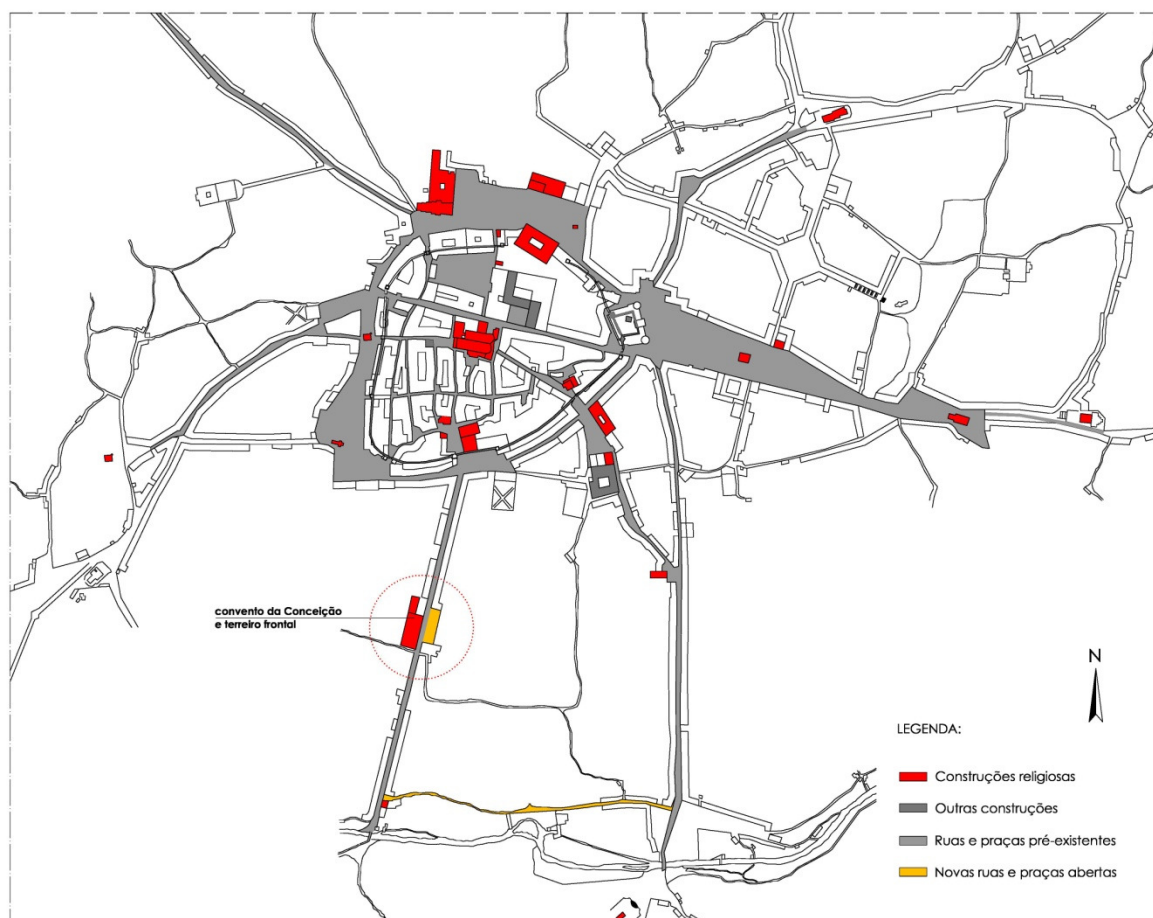 convento da Conceição
e terreiro frontal
N
LEGENDA:
Construções religiosas
Outras construções
Ruas e praças pré-existentes
Novas ruas e praças abertas